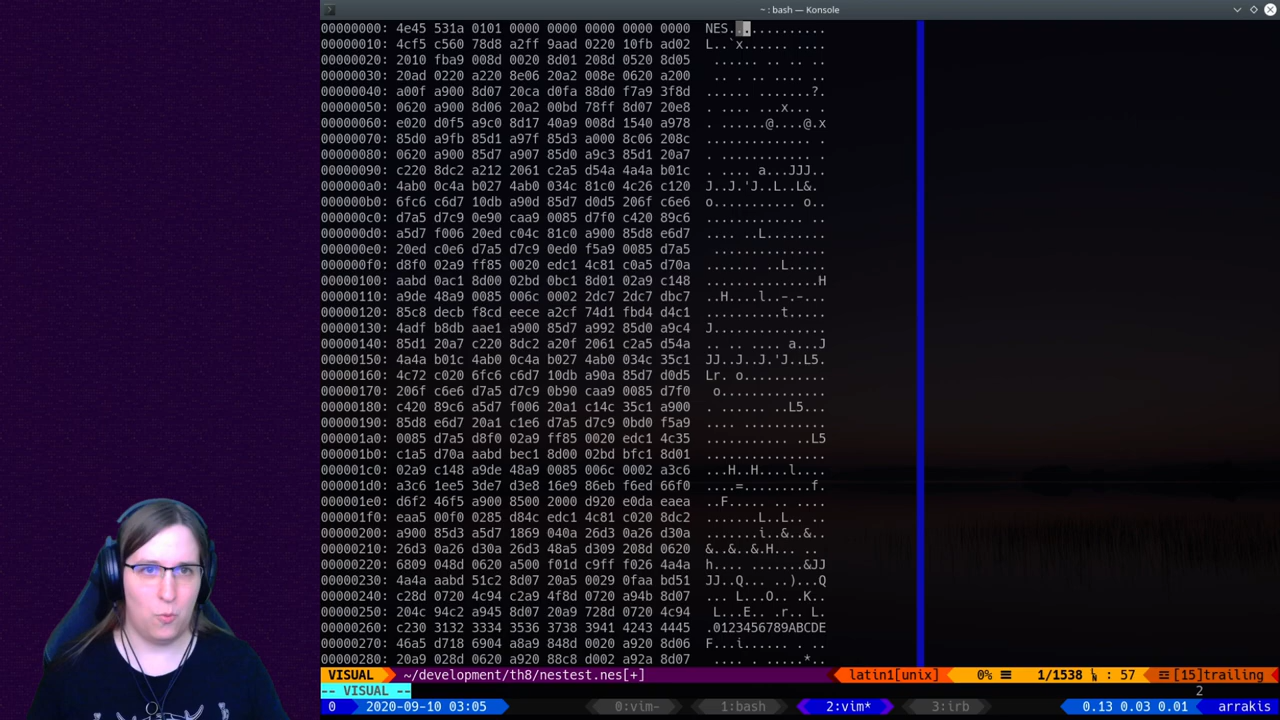 ~ : bash — Konsole
00000000: 4e45 531a 0101 0000 0000 0000 0000 0000  NES.............
00000010: 4cf5 c560 78d8 a2ff 9aad 0220 10fb ad02  L..`x...... ....
00000020: 2010 fba9 008d 0020 8d01 208d 0520 8d05   ...... .. .. ..
00000030: 20ad 0220 a220 8e06 20a2 008e 0620 a200   .. . .. .... ..
00000040: a00f a900 8d07 20ca d0fa 88d0 f7a9 3f8d  ...... .......?.
00000050: 0620 a900 8d06 20a2 00bd 78ff 8d07 20e8  . .... ...x... .
00000060: e020 d0f5 a9c0 8d17 40a9 008d 1540 a978  . ......@....@.x
00000070: 85d0 a9fb 85d1 a97f 85d3 a000 8c06 208c  .............. .
00000080: 0620 a900 85d7 a907 85d0 a9c3 85d1 20a7  . ............ .
00000090: c220 8dc2 a212 2061 c2a5 d54a 4a4a b01c  . .... a...JJJ..
000000a0: 4ab0 0c4a b027 4ab0 034c 81c0 4c26 c120  J..J.'J..L..L&.
000000b0: 6fc6 c6d7 10db a90d 85d7 d0d5 206f c6e6  o........... o..
000000c0: d7a5 d7c9 0e90 caa9 0085 d7f0 c420 89c6  ............. ..
000000d0: a5d7 f006 20ed c04c 81c0 a900 85d8 e6d7  .... ..L........
000000e0: 20ed c0e6 d7a5 d7c9 0ed0 f5a9 0085 d7a5   ...............
000000f0: d8f0 02a9 ff85 0020 edc1 4c81 c0a5 d70a  ....... ..L.....
00000100: aabd 0ac1 8d00 02bd 0bc1 8d01 02a9 c148  ...............H
00000110: a9de 48a9 0085 006c 0002 2dc7 2dc7 dbc7  ..H....l..-.-...
00000120: 85c8 decb f8cd eece a2cf 74d1 fbd4 d4c1  ..........t.....
00000130: 4adf b8db aae1 a900 85d7 a992 85d0 a9c4  J...............
00000140: 85d1 20a7 c220 8dc2 a20f 2061 c2a5 d54a  .. .. .... a...J
00000150: 4a4a b01c 4ab0 0c4a b027 4ab0 034c 35c1  JJ..J..J.'J..L5.
00000160: 4c72 c020 6fc6 c6d7 10db a90a 85d7 d0d5  Lr. o...........
00000170: 206f c6e6 d7a5 d7c9 0b90 caa9 0085 d7f0   o..............
00000180: c420 89c6 a5d7 f006 20a1 c14c 35c1 a900  . ...... ..L5...
00000190: 85d8 e6d7 20a1 c1e6 d7a5 d7c9 0bd0 f5a9  .... ...........
000001a0: 0085 d7a5 d8f0 02a9 ff85 0020 edc1 4c35  ........... ..L5
000001b0: c1a5 d70a aabd bec1 8d00 02bd bfc1 8d01  ................
000001c0: 02a9 c148 a9de 48a9 0085 006c 0002 a3c6  ...H..H....l....
000001d0: a3c6 1ee5 3de7 d3e8 16e9 86eb f6ed 66f0  ....=.........f.
000001e0: d6f2 46f5 a900 8500 2000 d920 e0da eaea  ..F..... .. ....
000001f0: eaa5 00f0 0285 d84c edc1 4c81 c020 8dc2  .......L..L.. ..
00000200: a900 85d3 a5d7 1869 040a 26d3 0a26 d30a  .......i..&..&..
00000210: 26d3 0a26 d30a 26d3 48a5 d309 208d 0620  &..&..&.H... ..
00000220: 6809 048d 0620 a500 f01d c9ff f026 4a4a  h.... .......&JJ
00000230: 4a4a aabd 51c2 8d07 20a5 0029 0faa bd51  JJ..Q... ..)...Q
00000240: c28d 0720 4c94 c2a9 4f8d 0720 a94b 8d07  ... L...O.. .K..
00000250: 204c 94c2 a945 8d07 20a9 728d 0720 4c94   L...E.. .r.. L.
00000260: c230 3132 3334 3536 3738 3941 4243 4445  .0123456789ABCDE
00000270: 46a5 d718 6904 a8a9 848d 0020 a920 8d06  F...i...... . ..
00000280: 20a9 028d 0620 a920 88c8 d002 a92a 8d07   .... . .....*..
VISUAL ~/development/th8/nestest.nes[+] latin1[unix] 0% ☰ 1/1538 : 57 ☲ [15]trailing
-- VISUAL -- 2
0 2020-09-10 03:05 0:vim- 1:bash 2:vim* 3:irb 0.13 0.03 0.01 arrakis